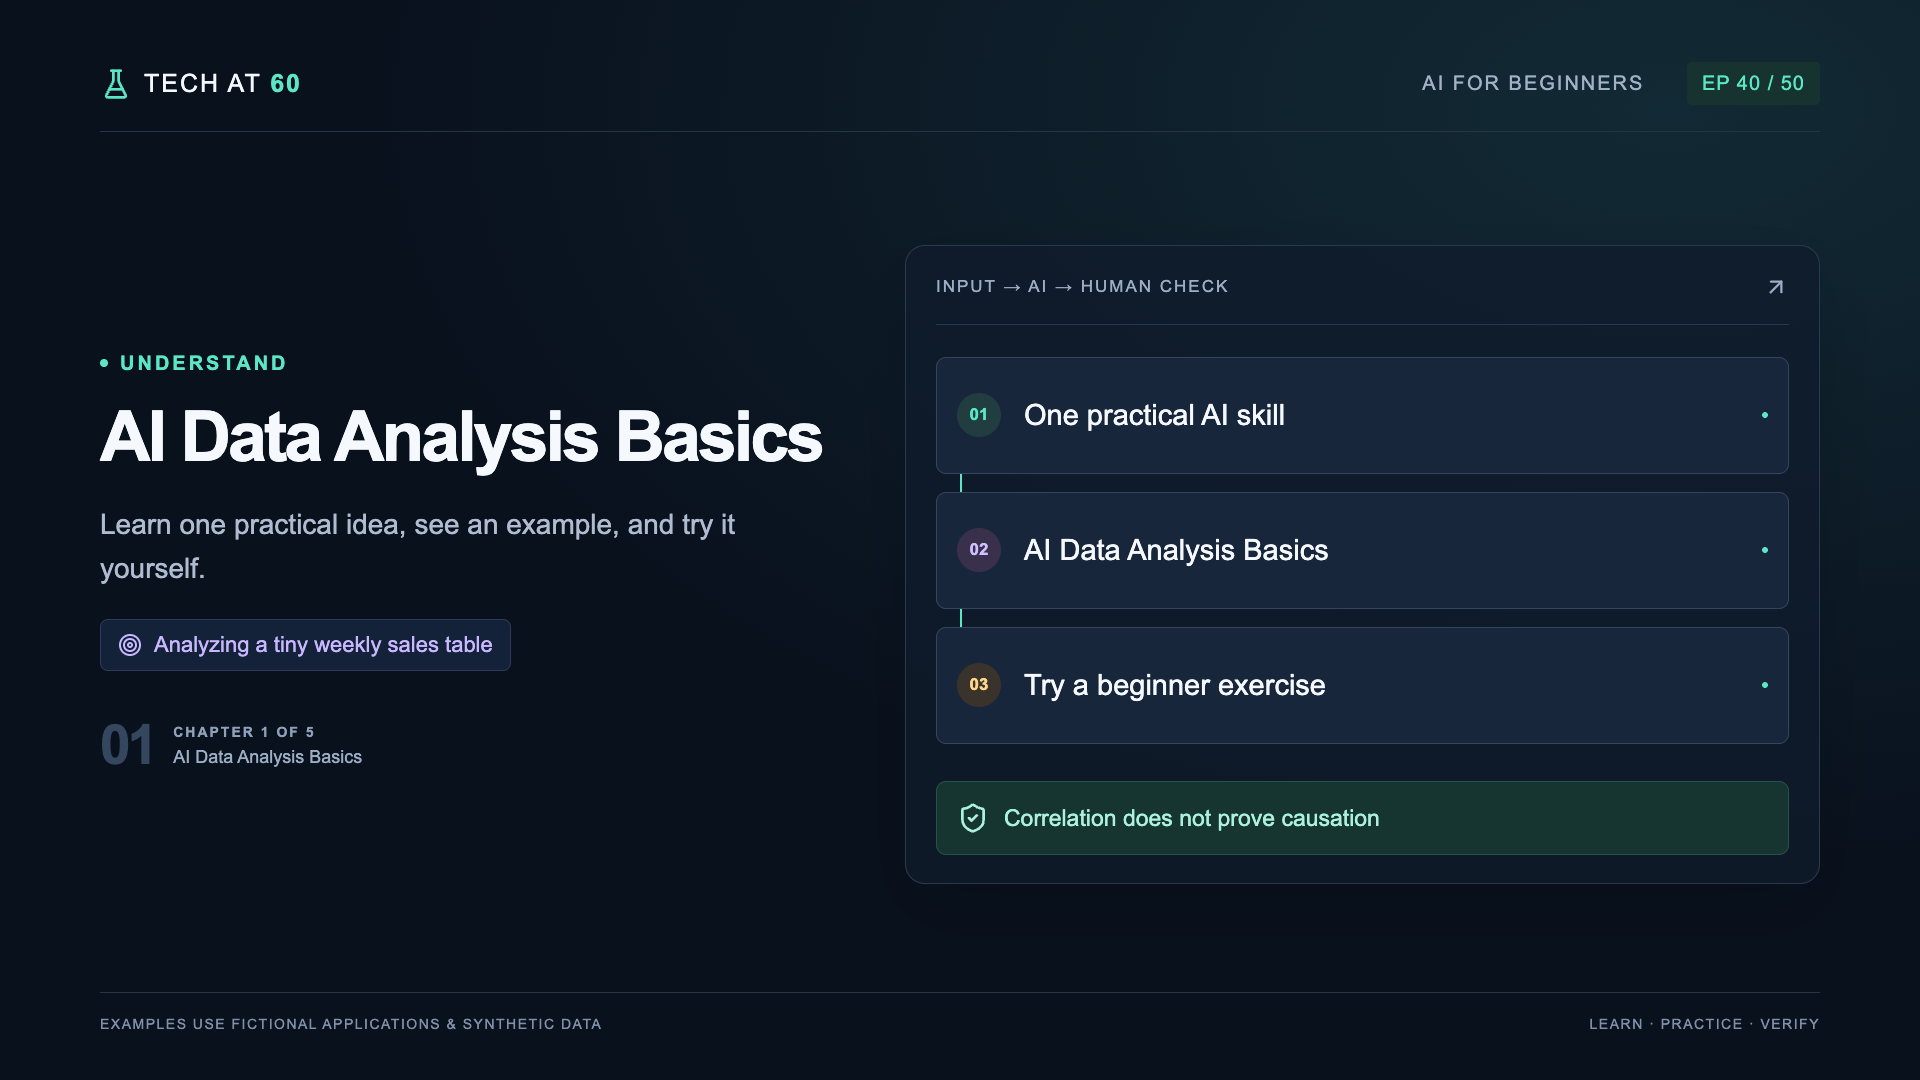 TECH AT 60
AI FOR BEGINNERS
EP 40 / 50
UNDERSTAND
AI Data Analysis Basics
Learn one practical idea, see an example, and try it
yourself.
Analyzing a tiny weekly sales table
01
CHAPTER 1 OF 5
AI Data Analysis Basics
INPUT → AI → HUMAN CHECK
01 One practical AI skill
02 AI Data Analysis Basics
03 Try a beginner exercise
Correlation does not prove causation
EXAMPLES USE FICTIONAL APPLICATIONS & SYNTHETIC DATA
LEARN · PRACTICE · VERIFY